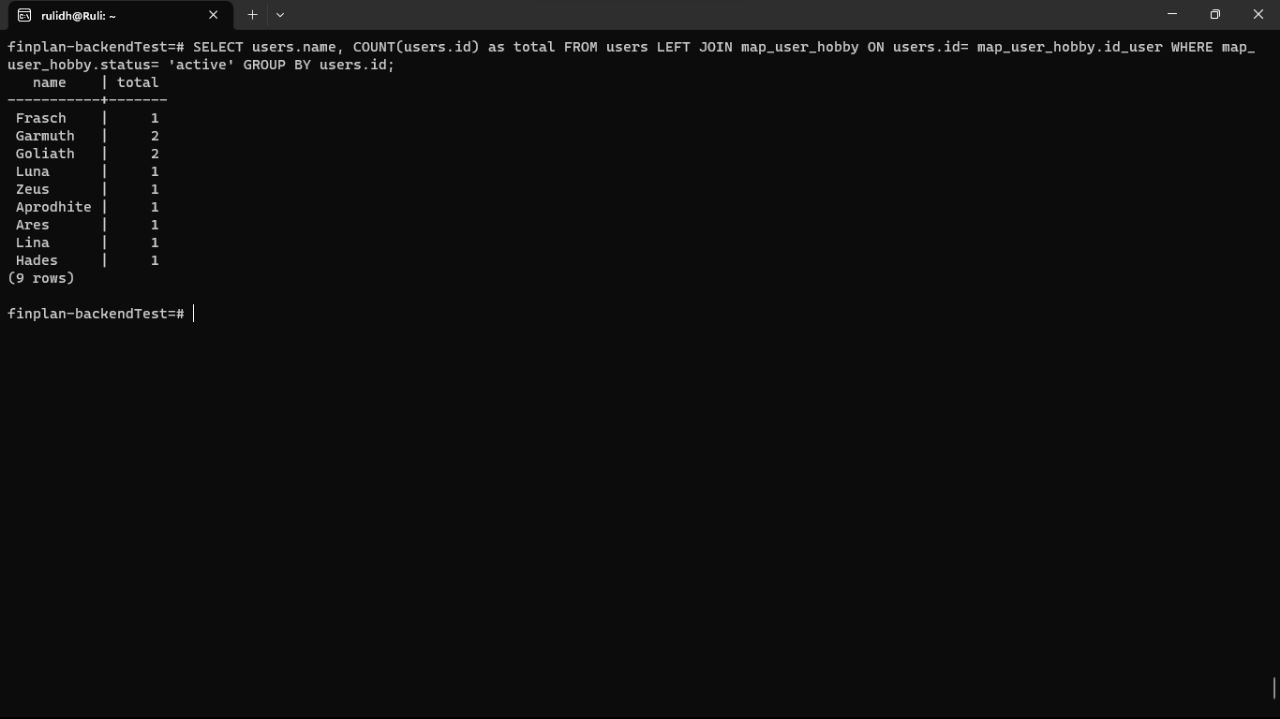 rulidh@Ruli: ~
finplan-backendTest=# SELECT users.name, COUNT(users.id) as total FROM users LEFT JOIN map_user_hobby ON users.id= map_user_hobby.id_user WHERE map_
user_hobby.status= 'active' GROUP BY users.id;
   name    | total
-----------+-------
 Frasch    |     1
 Garmuth   |     2
 Goliath   |     2
 Luna      |     1
 Zeus      |     1
 Aprodhite |     1
 Ares      |     1
 Lina      |     1
 Hades     |     1
(9 rows)
finplan-backendTest=#